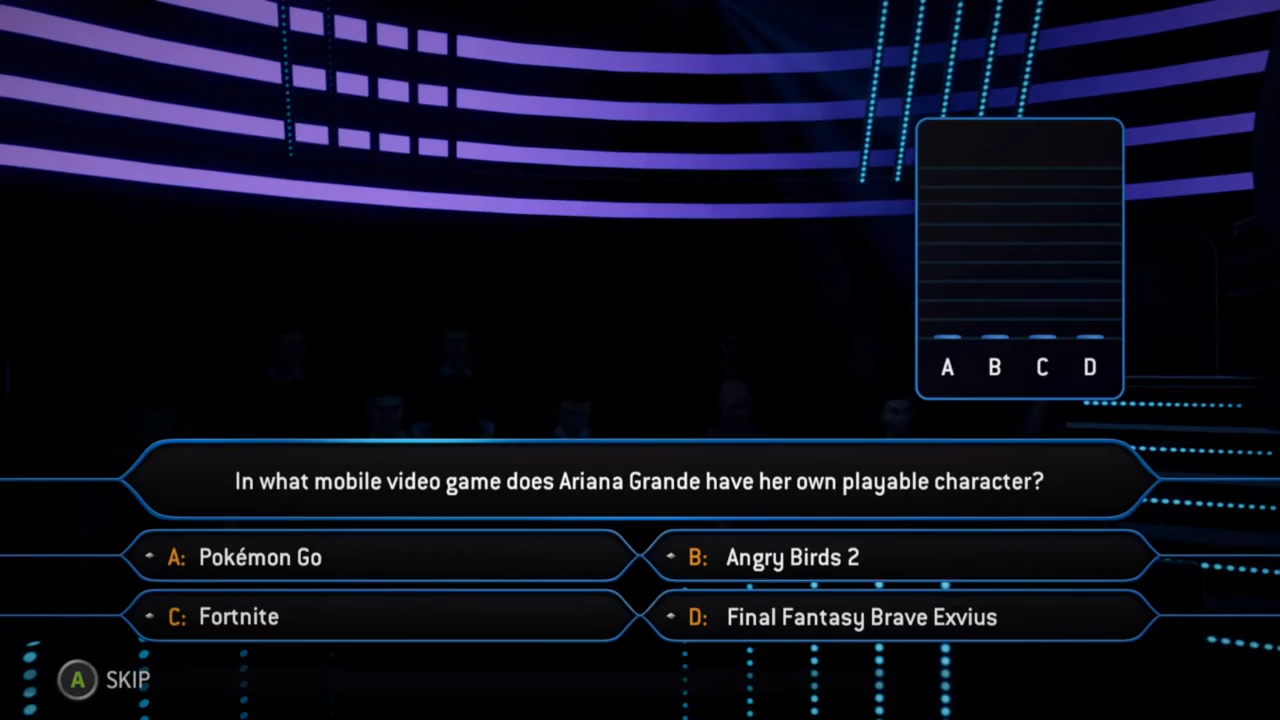 A B C D
In what mobile video game does Ariana Grande have her own playable character?
A: Pokémon Go
B: Angry Birds 2
C: Fortnite
D: Final Fantasy Brave Exvius
A SKIP